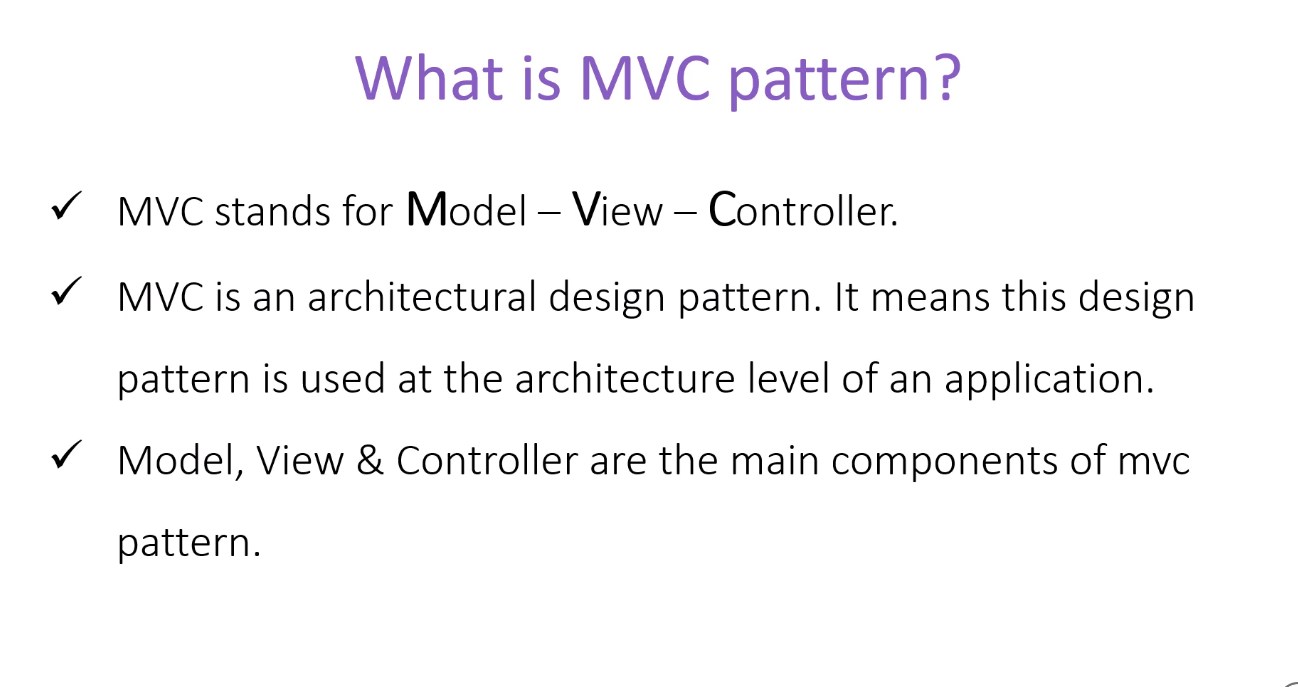 What is MVC pattern?
✓ MVC stands for Model – View – Controller.
✓ MVC is an architectural design pattern. It means this design
pattern is used at the architecture level of an application.
✓ Model, View & Controller are the main components of mvc
pattern.